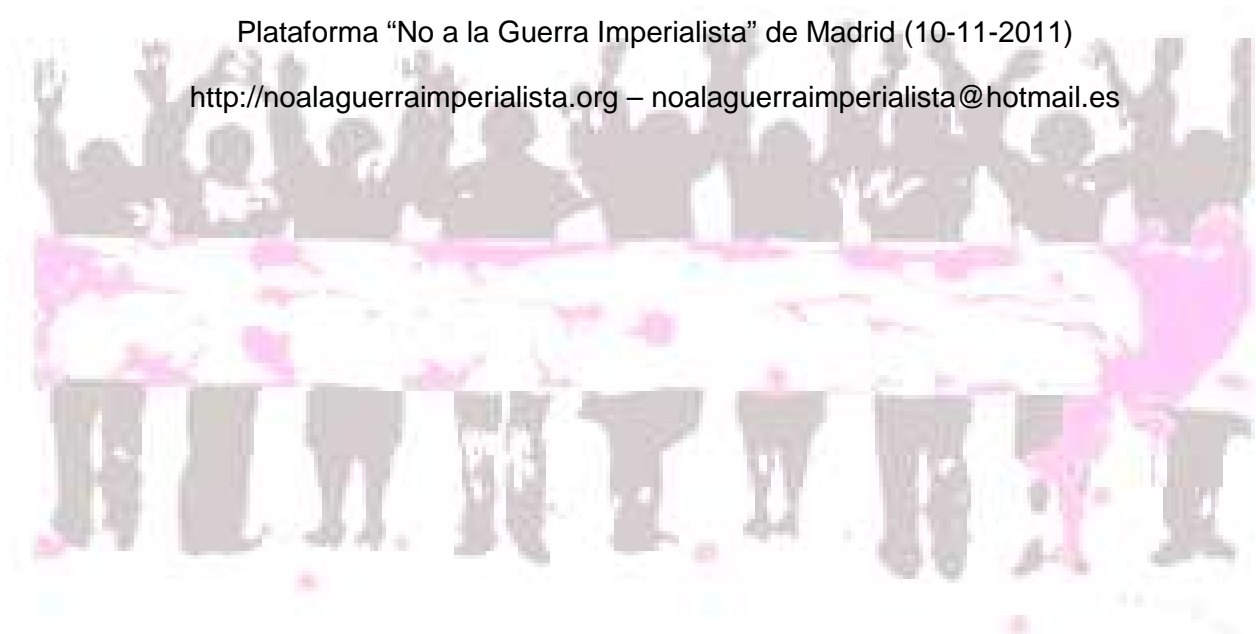 Plataforma “No a la Guerra Imperialista” de Madrid (10-11-2011)
http://noalaguerraimperialista.org – noalaguerraimperialista@hotmail.es